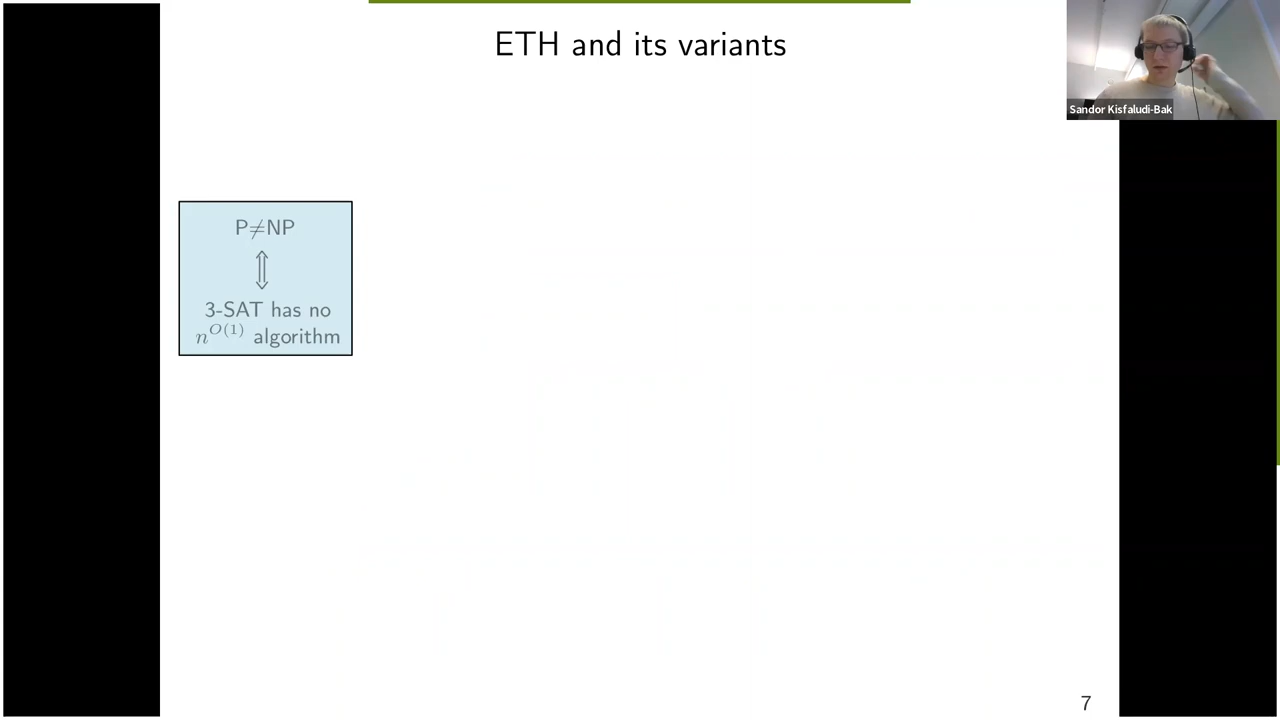 ETH and its variants
Sandor Kisfaludi-Bak
P≠NP
⇕
3-SAT has no
n^{O(1)} algorithm
7